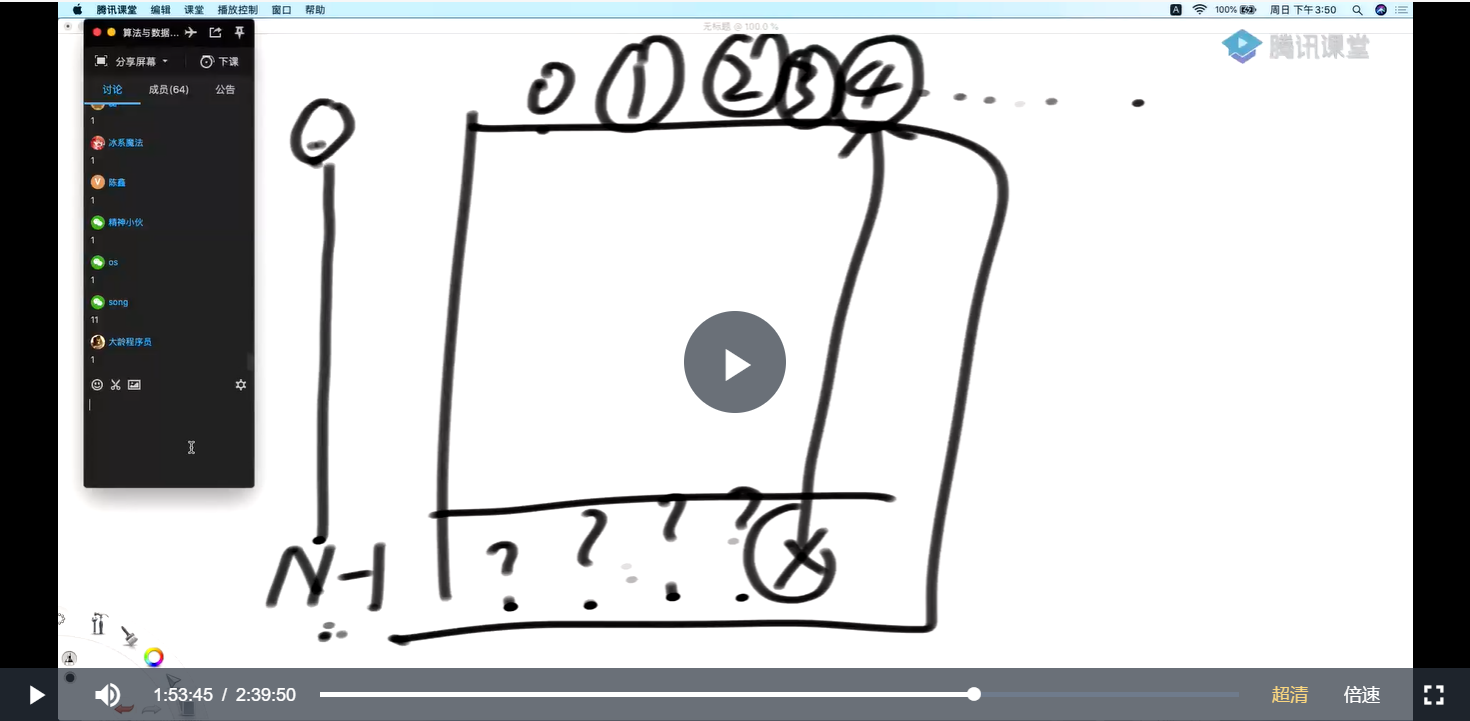 腾讯课堂 编辑 课堂 播放控制 窗口 帮助
A 100% 周日 下午3:50
无标题 @ 100.0 %
算法与数据...
分享屏幕 下课
讨论 成员(64) 公告
1
冰系魔法
1
陈鑫
1
精神小伙
1
os
1
song
11
大龄程序员
1
腾讯课堂
0 1 2 3 4
0
? ? ? ? X
N-1
1:53:45 / 2:39:50 超清 倍速